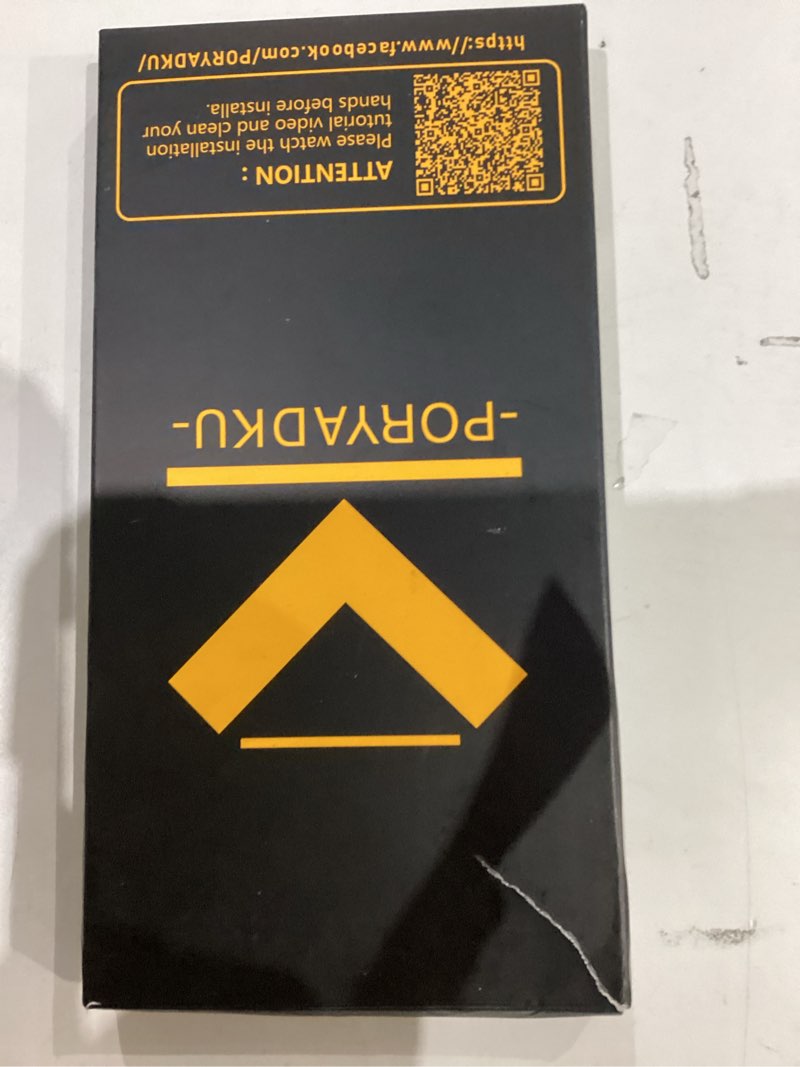 -PORYADKU-
ATTENTION :
Please watch the installation
tutorial video and clean your
hands before installa.
https://www.facebook.com/PORYADKU/